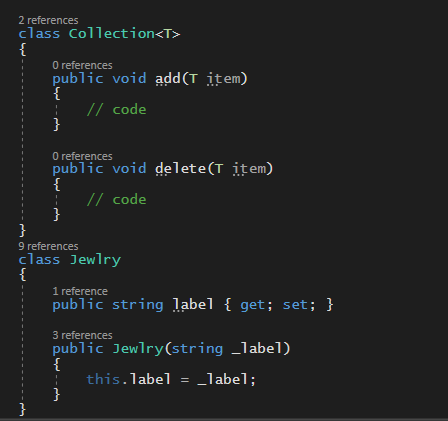 2 references
class Collection<T>
{
0 references
public void add(T item)
{
// code
}
0 references
public void delete(T item)
{
// code
}
}
9 references
class Jewlry
{
1 reference
public string label { get; set; }
3 references
public Jewlry(string _label)
{
this.label = _label;
}
}